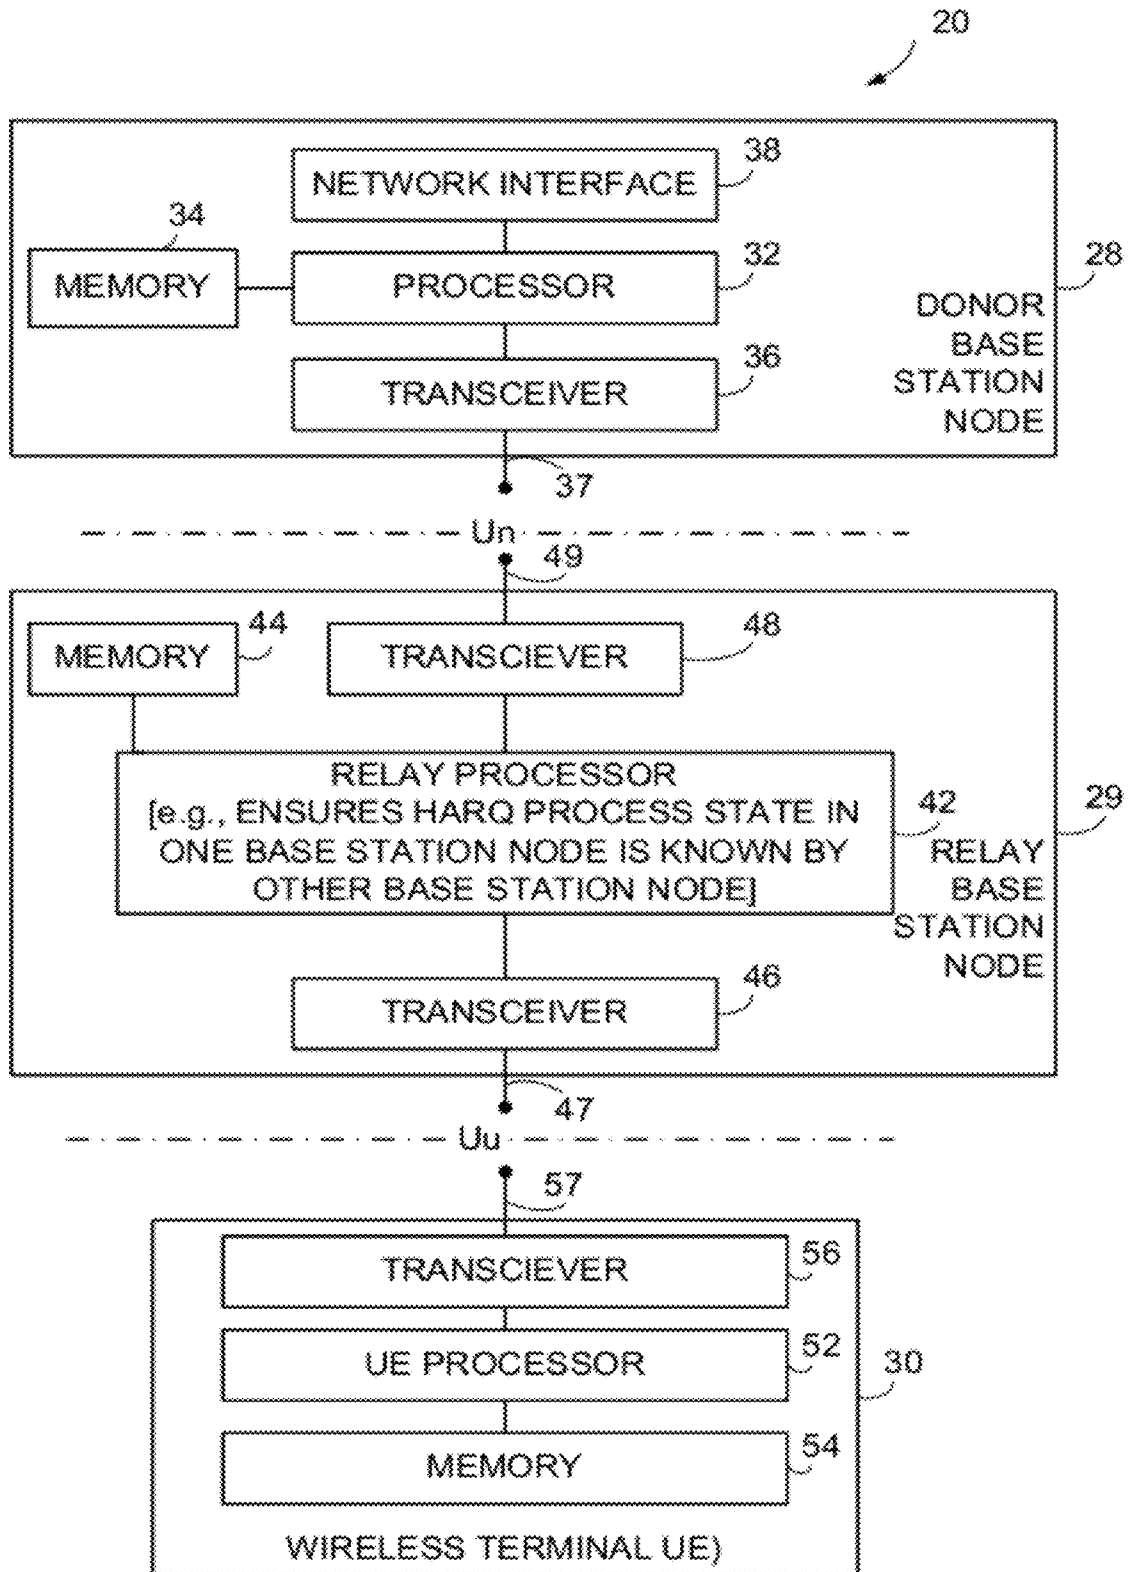 20
NETWORK INTERFACE
38
34
MEMORY
PROCESSOR
32
28
DONOR
BASE
STATION
NODE
TRANSCEIVER
36
37
Un
49
MEMORY
44
TRANSCIEVER
48
RELAY PROCESSOR
[e.g., ENSURES HARQ PROCESS STATE IN
ONE BASE STATION NODE IS KNOWN BY
OTHER BASE STATION NODE]
42
29
RELAY
BASE
STATION
NODE
TRANSCEIVER
46
47
Uu
57
TRANSCIEVER
56
UE PROCESSOR
52
30
MEMORY
54
WIRELESS TERMINAL UE)